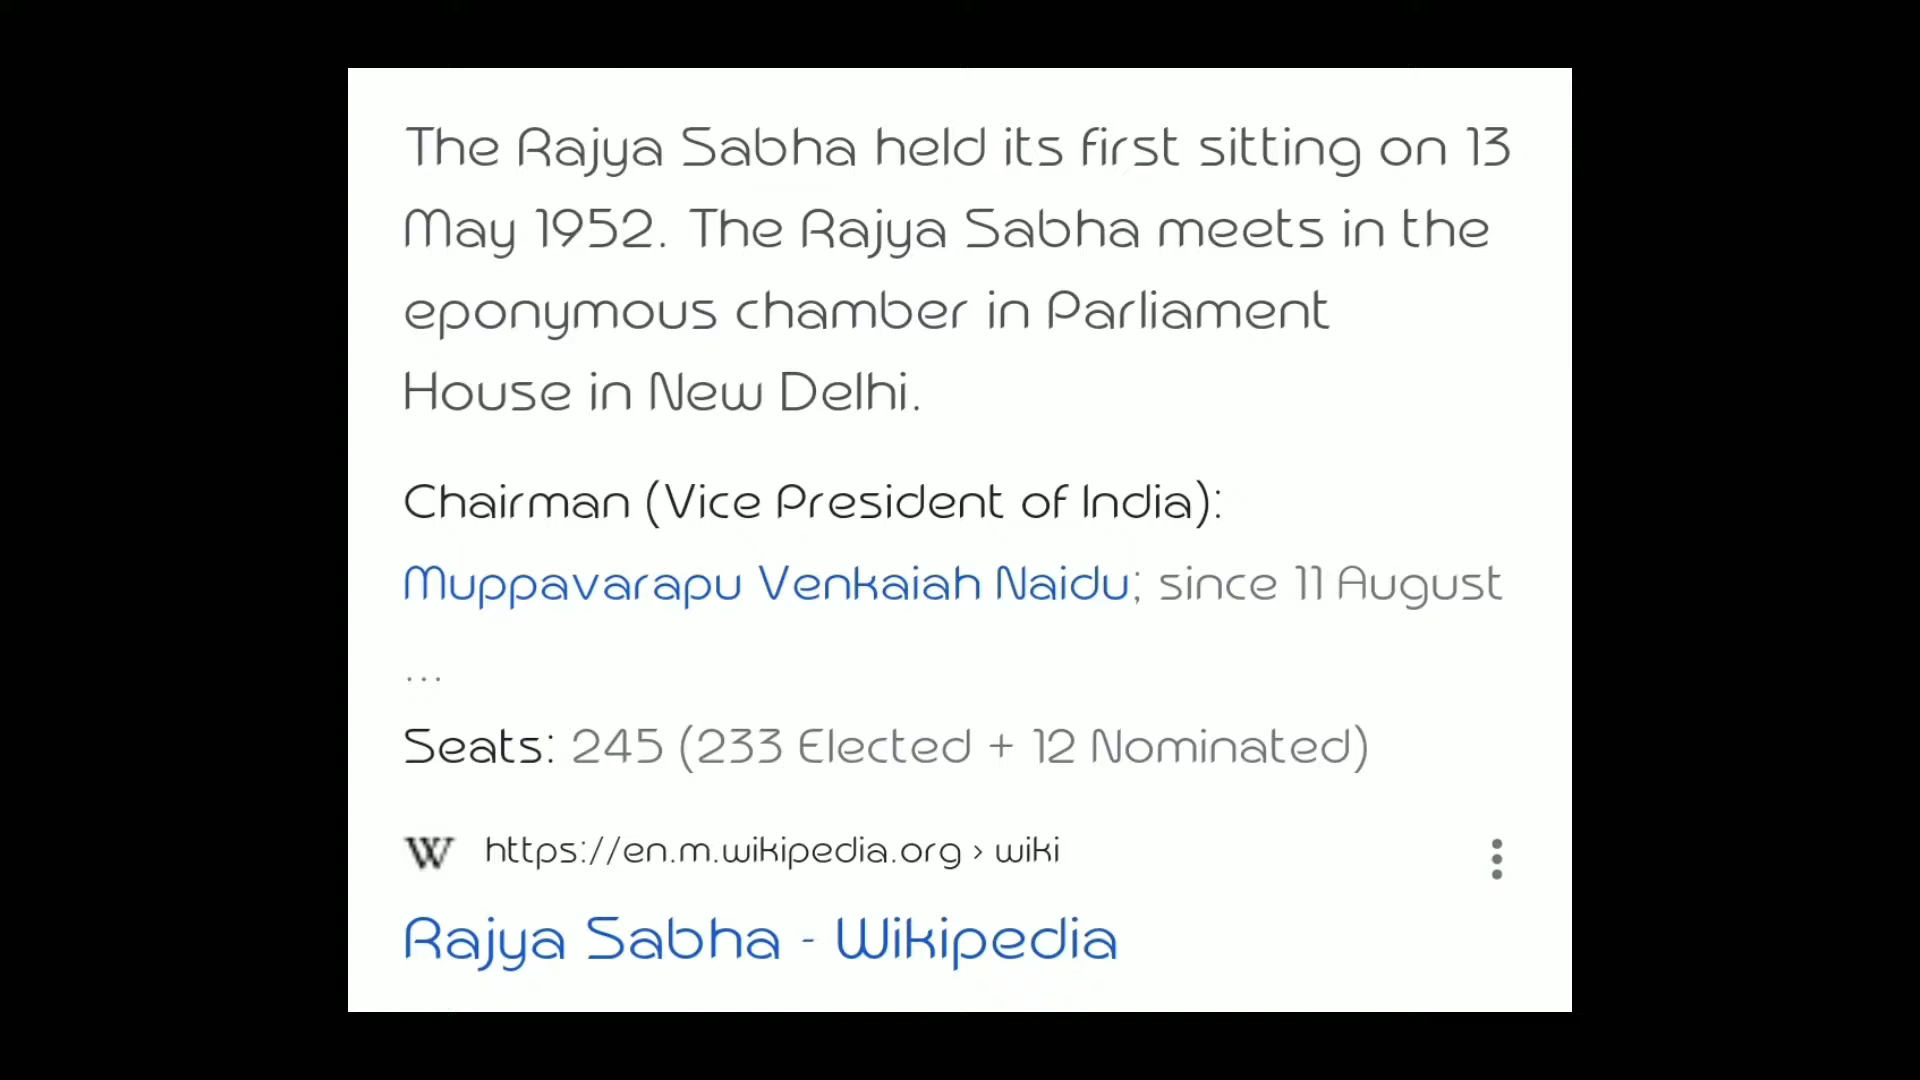 The Rajya Sabha held its first sitting on 13
May 1952. The Rajya Sabha meets in the
eponymous chamber in Parliament
House in New Delhi.
Chairman (Vice President of India):
Muppavarapu Venkaiah Naidu; since 11 August
...
Seats: 245 (233 Elected + 12 Nominated)
W https://en.m.wikipedia.org › wiki
Rajya Sabha - Wikipedia